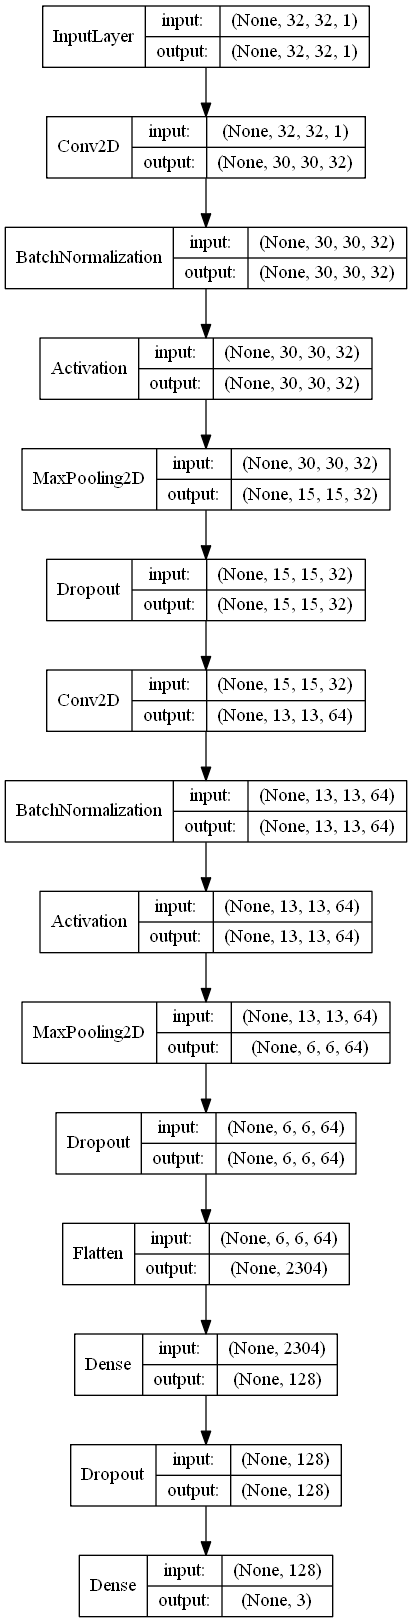 InputLayer input: (None, 32, 32, 1)
output: (None, 32, 32, 1)
Conv2D input: (None, 32, 32, 1)
output: (None, 30, 30, 32)
BatchNormalization input: (None, 30, 30, 32)
output: (None, 30, 30, 32)
Activation input: (None, 30, 30, 32)
output: (None, 30, 30, 32)
MaxPooling2D input: (None, 30, 30, 32)
output: (None, 15, 15, 32)
Dropout input: (None, 15, 15, 32)
output: (None, 15, 15, 32)
Conv2D input: (None, 15, 15, 32)
output: (None, 13, 13, 64)
BatchNormalization input: (None, 13, 13, 64)
output: (None, 13, 13, 64)
Activation input: (None, 13, 13, 64)
output: (None, 13, 13, 64)
MaxPooling2D input: (None, 13, 13, 64)
output: (None, 6, 6, 64)
Dropout input: (None, 6, 6, 64)
output: (None, 6, 6, 64)
Flatten input: (None, 6, 6, 64)
output: (None, 2304)
Dense input: (None, 2304)
output: (None, 128)
Dropout input: (None, 128)
output: (None, 128)
Dense input: (None, 128)
output: (None, 3)